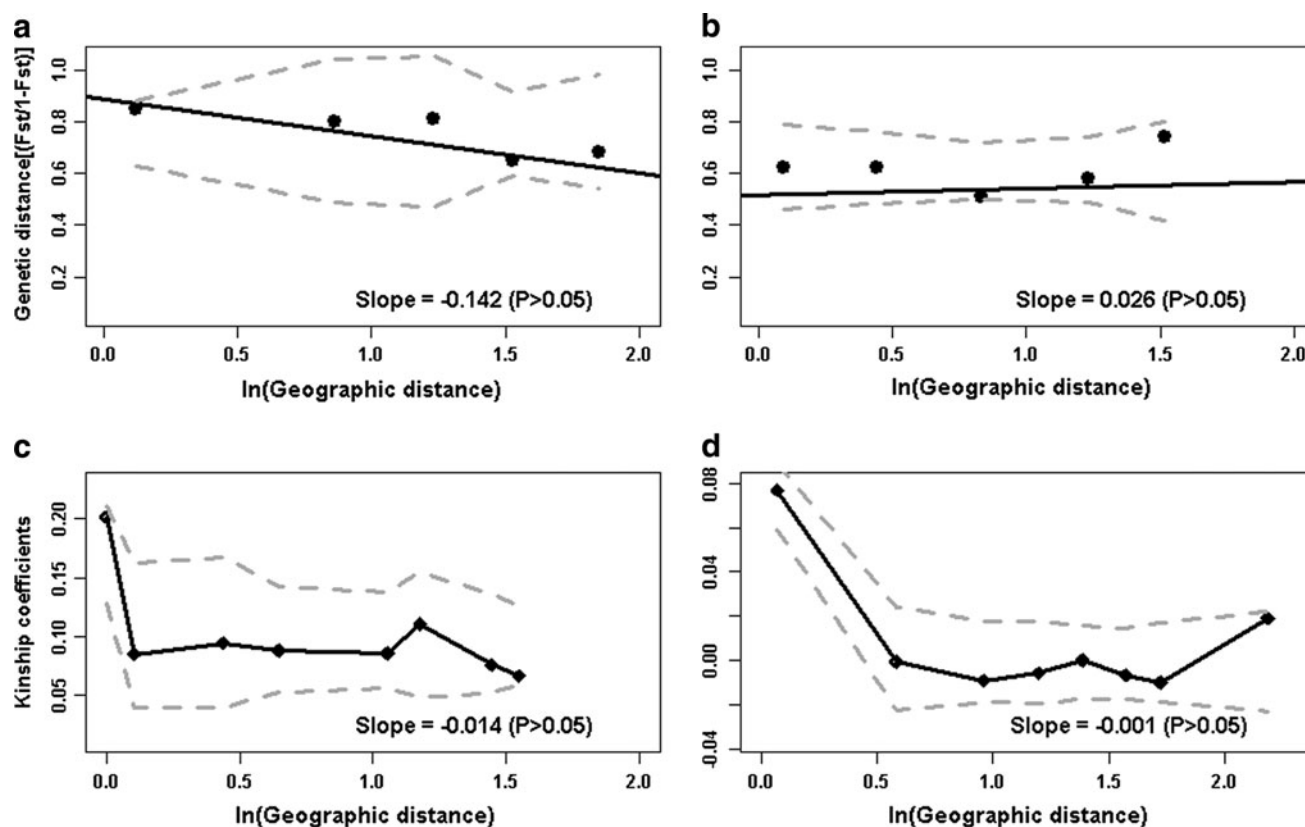 a
Genetic distance[(Fst/1-Fst)]
1.0
0.8
0.6
0.4
0.2
Slope = -0.142 (P>0.05)
0.0 0.5 1.0 1.5 2.0
ln(Geographic distance)
b
1.0
0.8
0.6
0.4
0.2
Slope = 0.026 (P>0.05)
0.0 0.5 1.0 1.5 2.0
ln(Geographic distance)
c
Kinship coefficients
0.20
0.15
0.10
0.05
Slope = -0.014 (P>0.05)
0.0 0.5 1.0 1.5 2.0
ln(Geographic distance)
d
0.08
0.04
0.00
-0.04
Slope = -0.001 (P>0.05)
0.0 0.5 1.0 1.5 2.0
ln(Geographic distance)